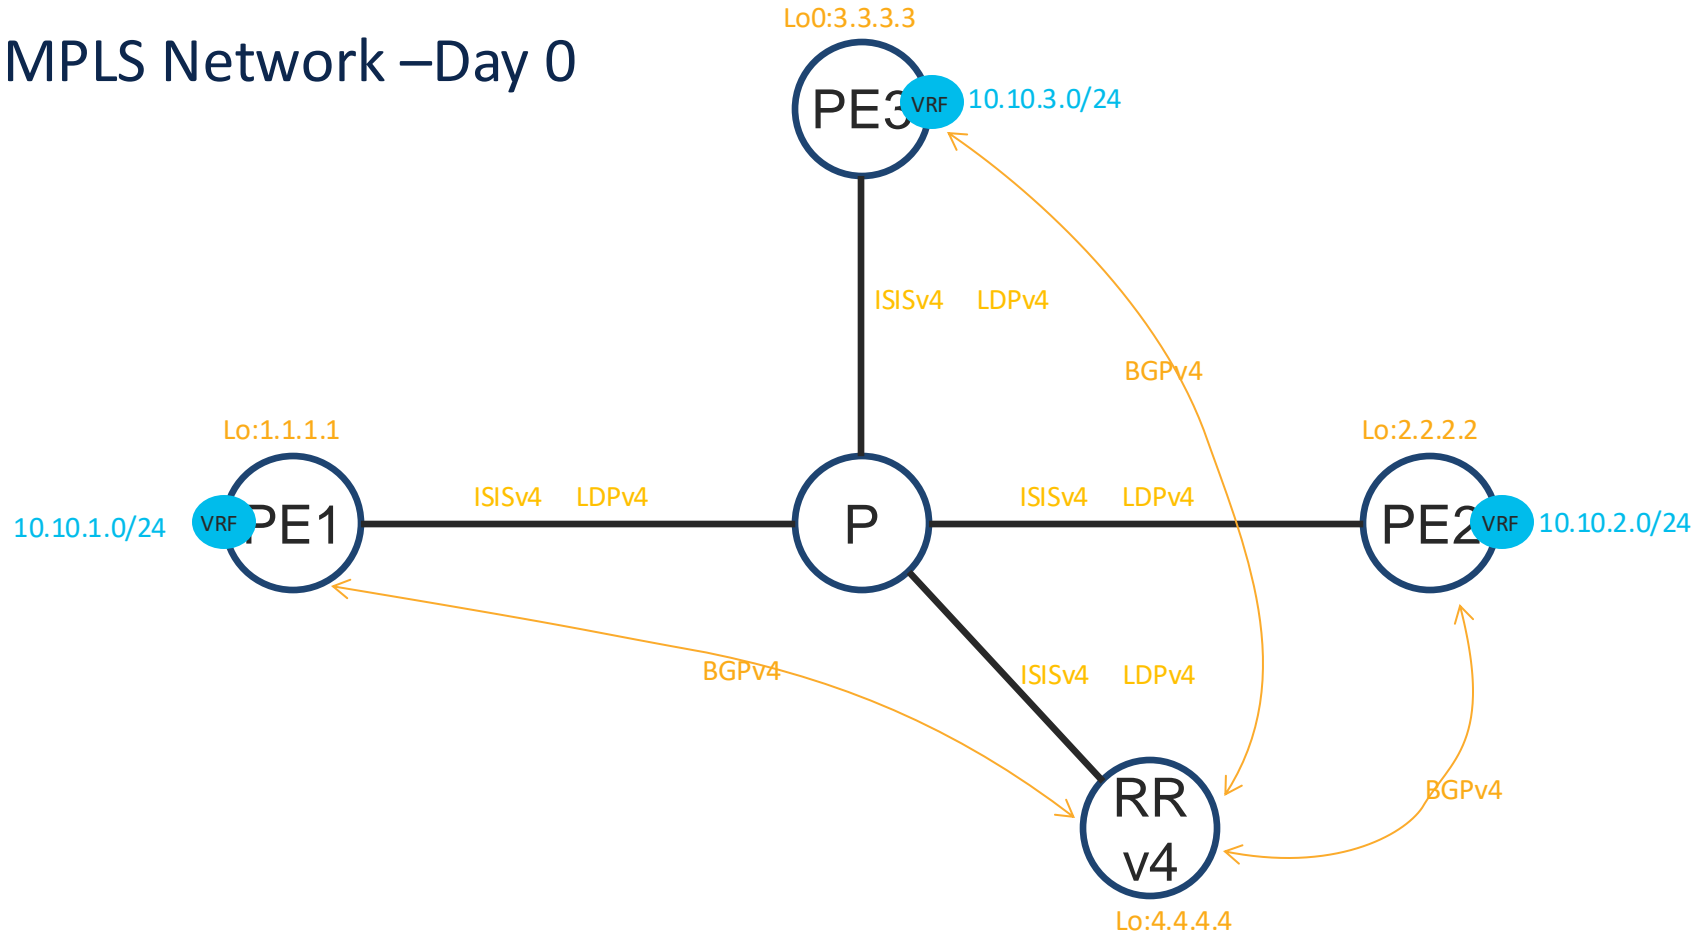 MPLS Network –Day 0
Lo0:3.3.3.3
PE3
VRF
10.10.3.0/24
ISISv4 LDPv4
BGPv4
Lo:1.1.1.1
Lo:2.2.2.2
10.10.1.0/24
VRF
PE1
ISISv4 LDPv4
P
ISISv4 LDPv4
PE2
VRF
10.10.2.0/24
BGPv4
ISISv4 LDPv4
BGPv4
RR
v4
Lo:4.4.4.4